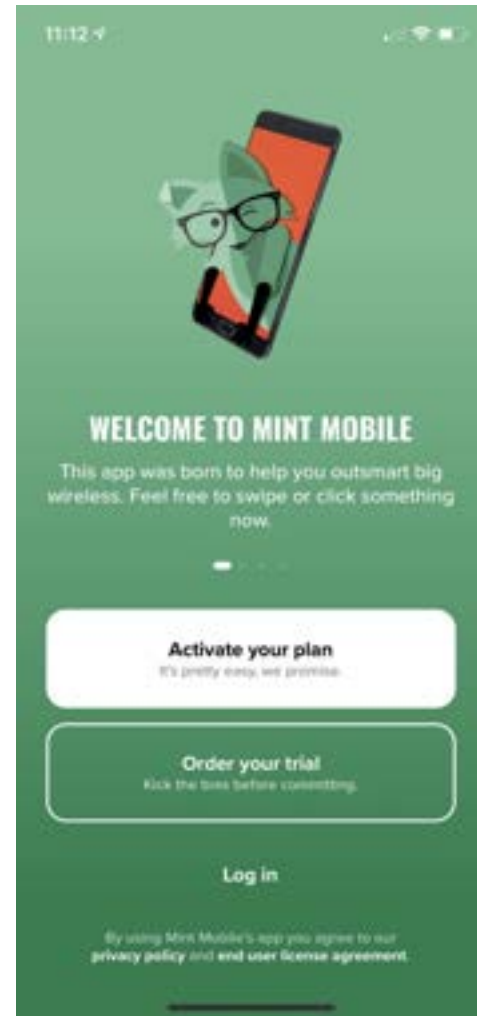 11:12
WELCOME TO MINT MOBILE
This app was born to help you outsmart big
wireless. Feel free to swipe or click something
now.
Activate your plan
It's pretty easy, we promise.
Order your trial
Kick the tires before committing.
Log in
By using Mint Mobile's app you agree to our
privacy policy and end user license agreement.